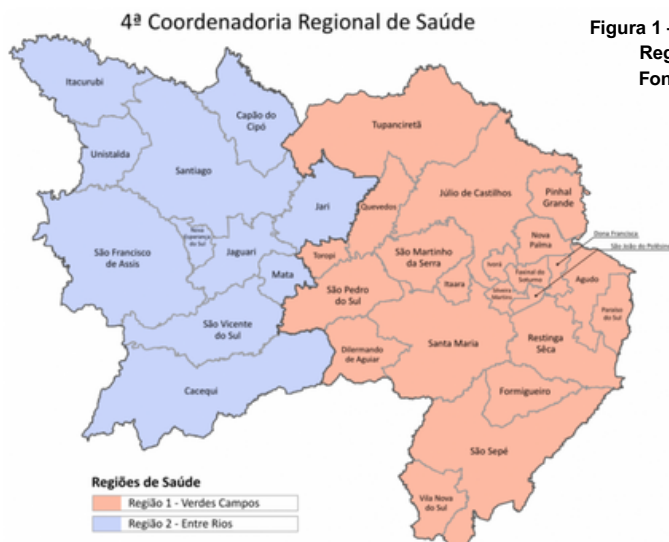 4ª Coordenadoria Regional de Saúde
Figura 1 -
Reg
Fon
Itacurubi
Capão do
Cipó
Tupanciretã
Unistalda
Santiago
Júlio de Castilhos
Pinhal
Grande
Jari
Quevedos
Dona Francisca
São João do Polêsine
Nova
Palma
Nova
Esperança
do Sul
São Francisco
de Assis
Jaguari
Toropi
São Martinho
da Serra
Ivorá
Faxinal do
Soturno
Mata
Itaara
Silveira
Martins
Agudo
São Pedro
do Sul
Paraíso
do Sul
São Vicente
do Sul
Santa Maria
Restinga
Sêca
Dilermando
de Aguiar
Cacequi
Formigueiro
São Sepé
Vila Nova
do Sul
Regiões de Saúde
Região 1 - Verdes Campos
Região 2 - Entre Rios